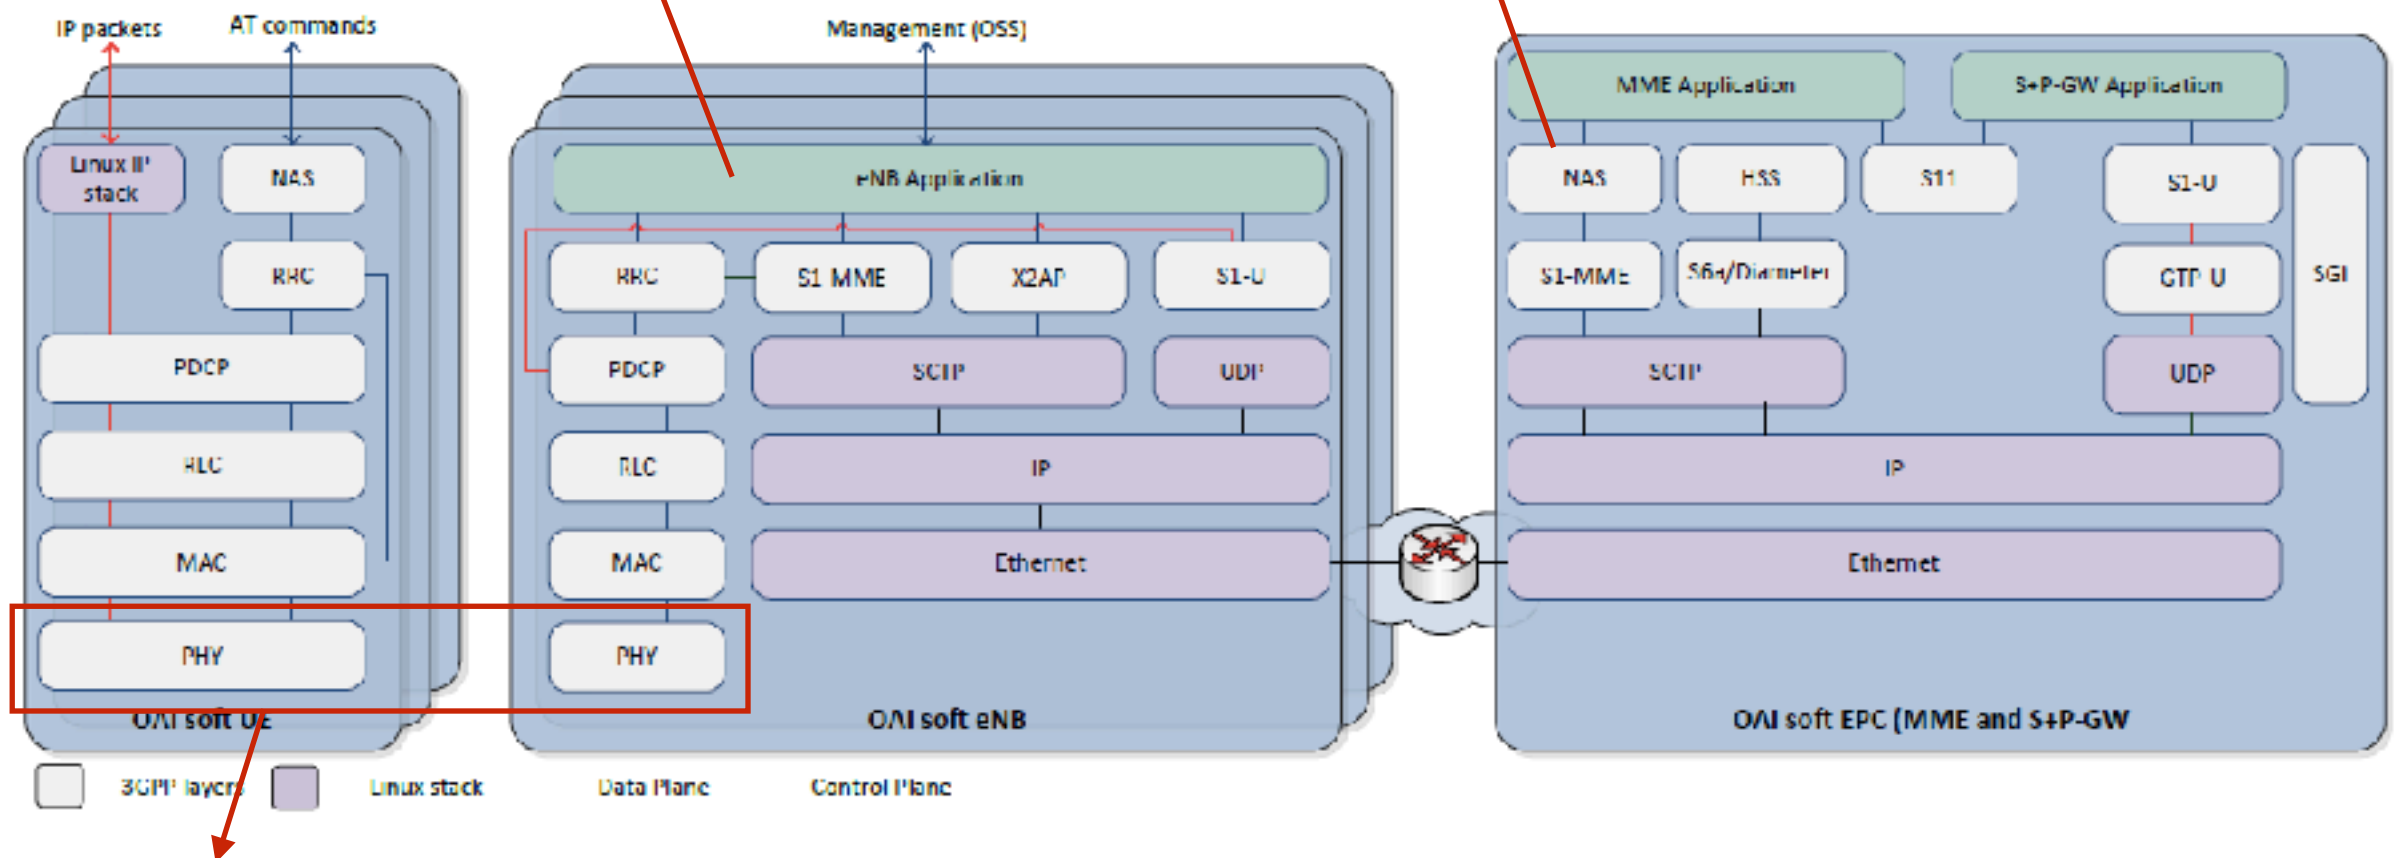 IP packets
AT commands
Management (OSS)
MME Application
S+P-GW Application
Linux IP
stack
NAS
eNB Application
NAS
HSS
S11
S1-U
RRC
RRC
S1-MME
X2AP
S1-U
S1-MME
S6a/Diameter
GTP-U
SGI
PDCP
PDCP
SCTP
UDP
SCTP
UDP
RLC
RLC
IP
IP
MAC
MAC
Ethernet
Ethernet
PHY
PHY
OAI soft UE
OAI soft eNB
OAI soft EPC (MME and S+P-GW
3GPP layers
Linux stack
Data Plane
Control Plane